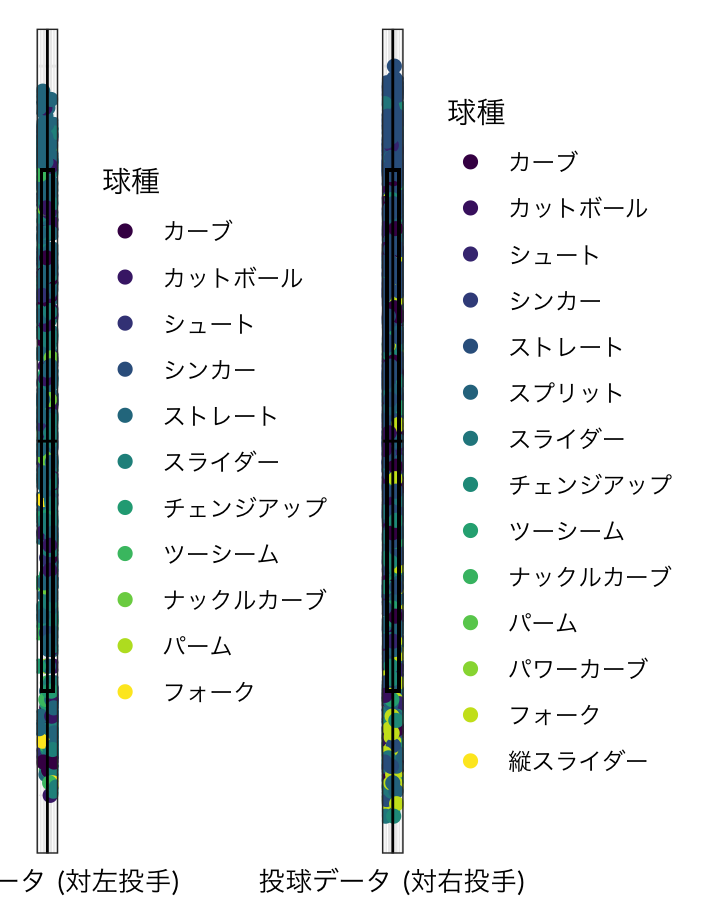 球種
カーブ
カットボール
シュート
シンカー
ストレート
スライダー
チェンジアップ
ツーシーム
ナックルカーブ
パーム
フォーク
ータ (対左投手)
球種
カーブ
カットボール
シュート
シンカー
ストレート
スプリット
スライダー
チェンジアップ
ツーシーム
ナックルカーブ
パーム
パワーカーブ
フォーク
縦スライダー
投球データ (対右投手)